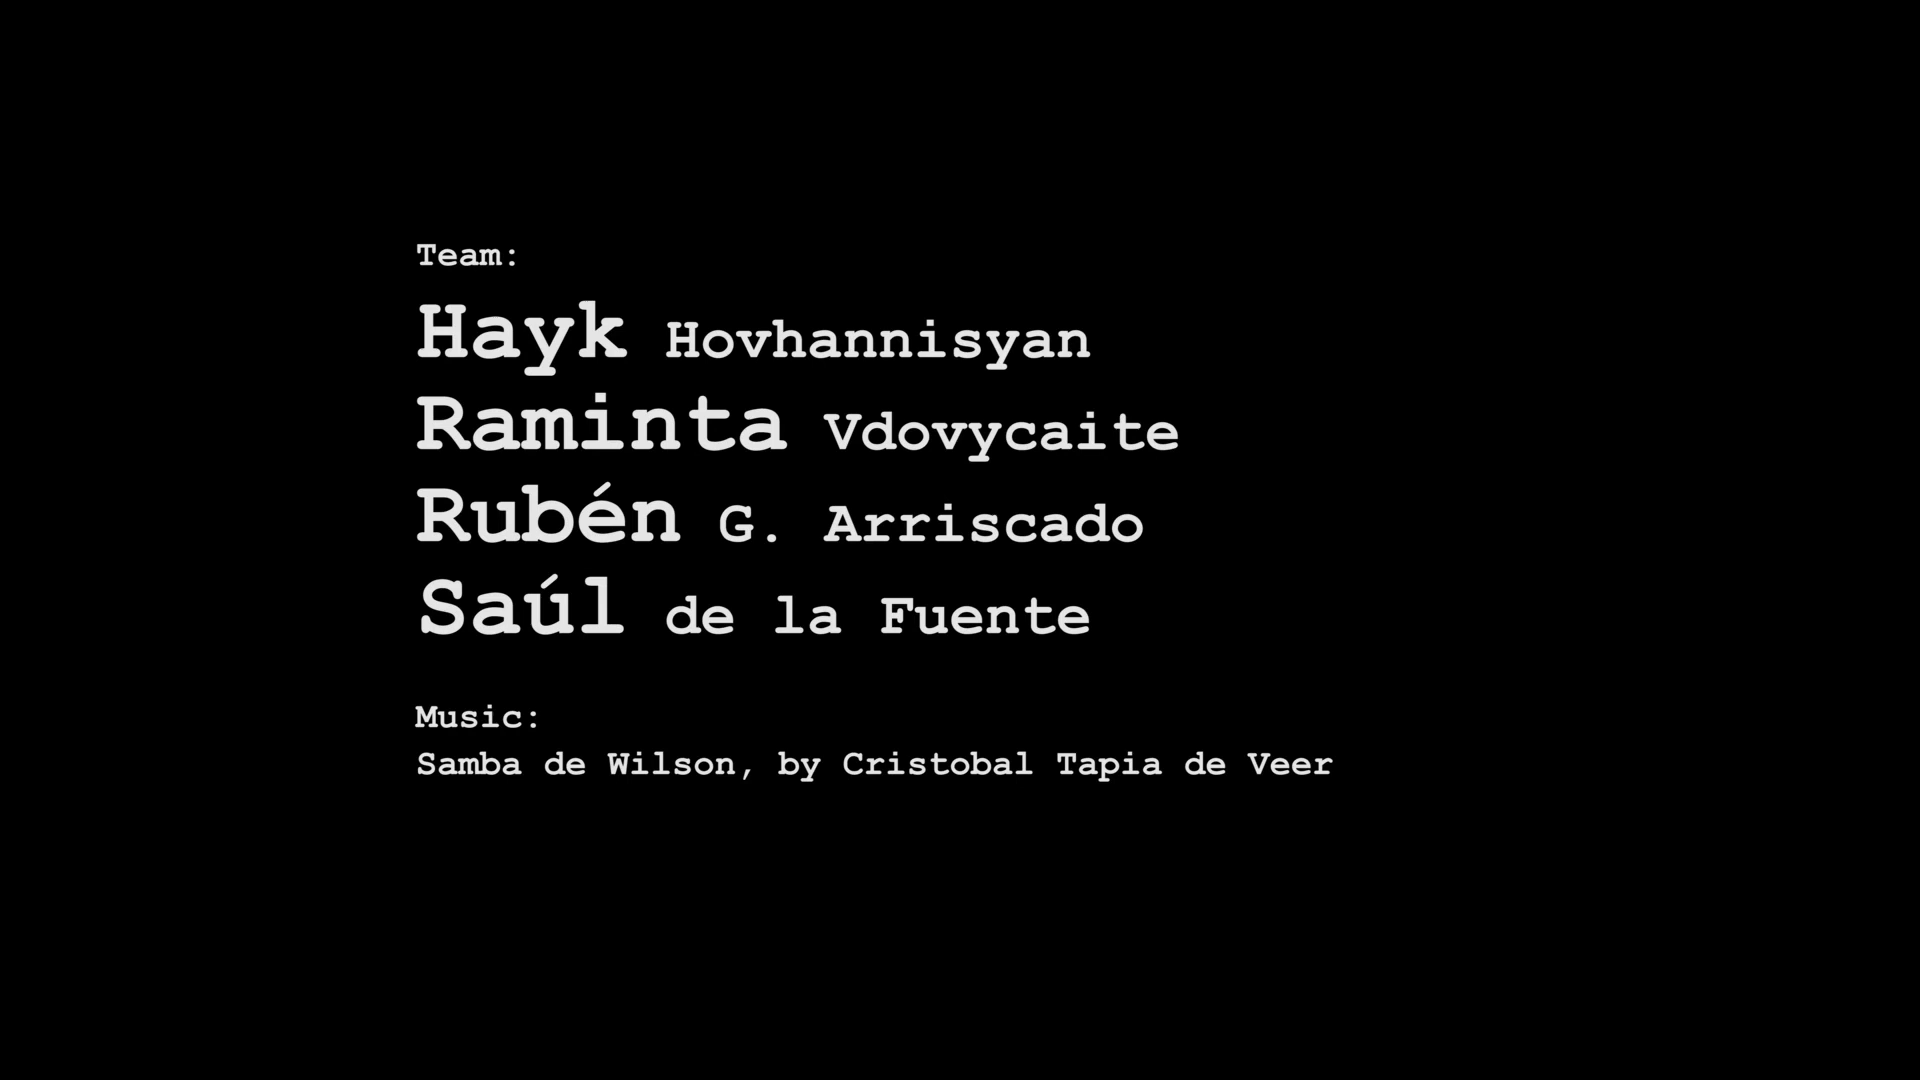 Team:
Hayk Hovhannisyan
Raminta Vdovycaite
Rubén G. Arriscado
Saúl de la Fuente
Music:
Samba de Wilson, by Cristobal Tapia de Veer